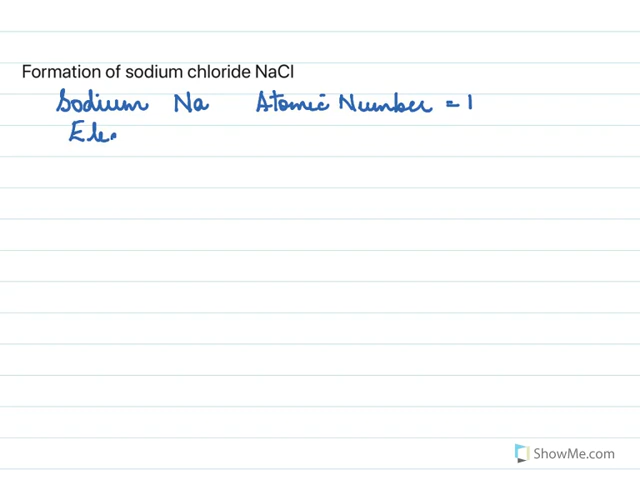 Formation of sodium chloride NaCl
Sodium Na Atomic Number = 1
Ele
ShowMe.com